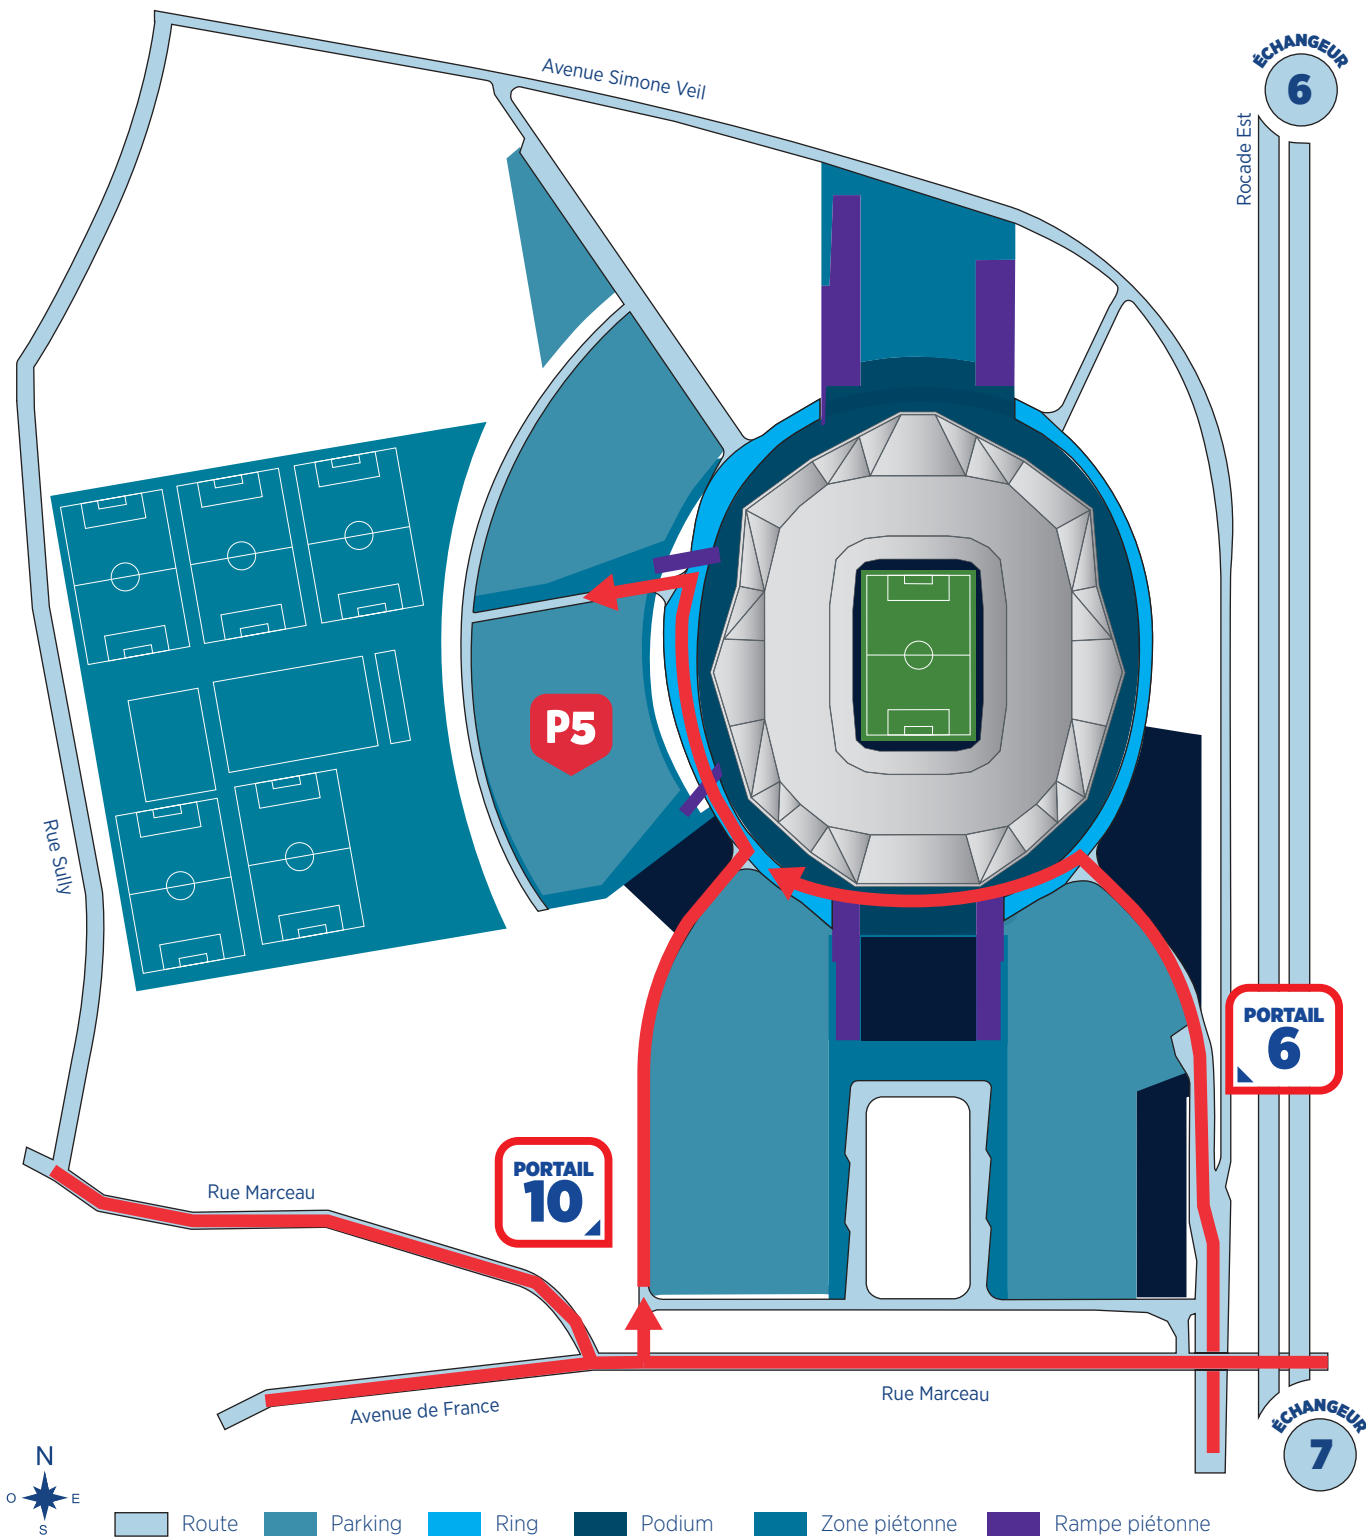 Avenue Simone Veil
ÉCHANGEUR
6
Rocade Est
P5
Rue Sully
PORTAIL
6
PORTAIL
10
Rue Marceau
Rue Marceau
Avenue de France
ÉCHANGEUR
7
N
O
E
S
Route
Parking
Ring
Podium
Zone piétonne
Rampe piétonne